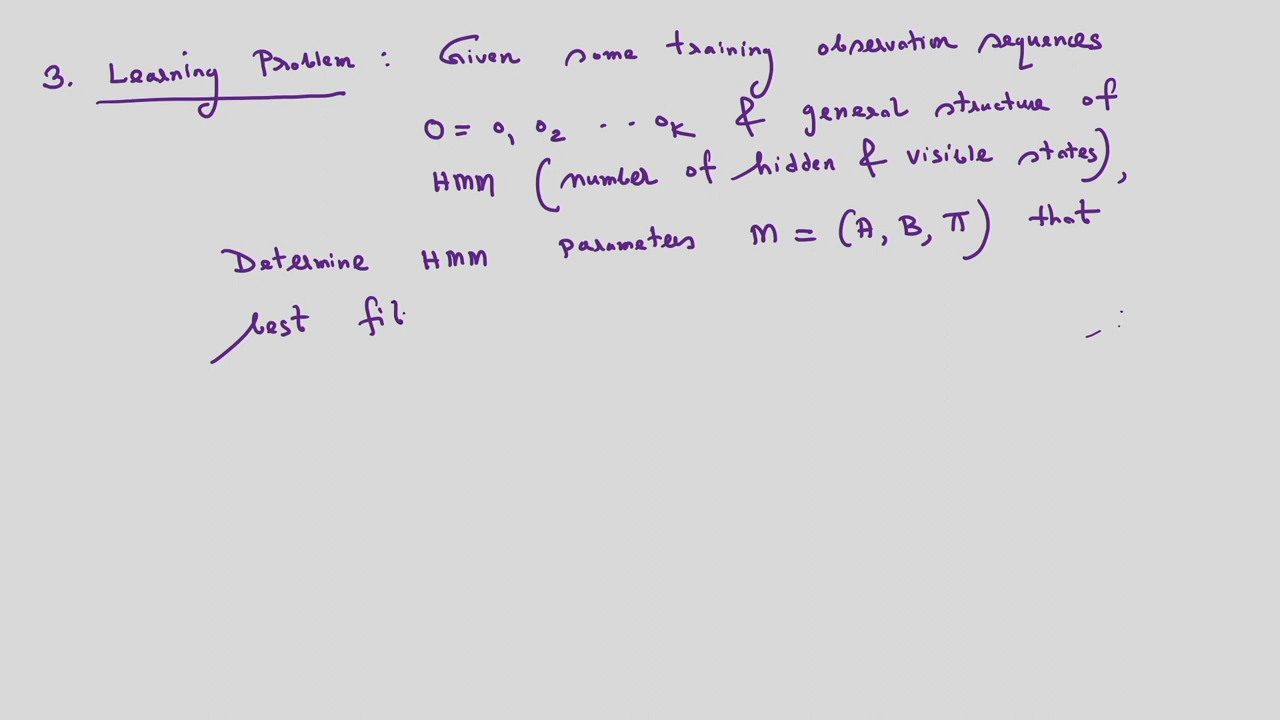 3. Learning Problem : Given some training observation sequences
O = o1 o2 .. oK & general structure of
HMM (number of hidden & visible states),
Determine HMM parameters M = (A, B, π) that
best fit